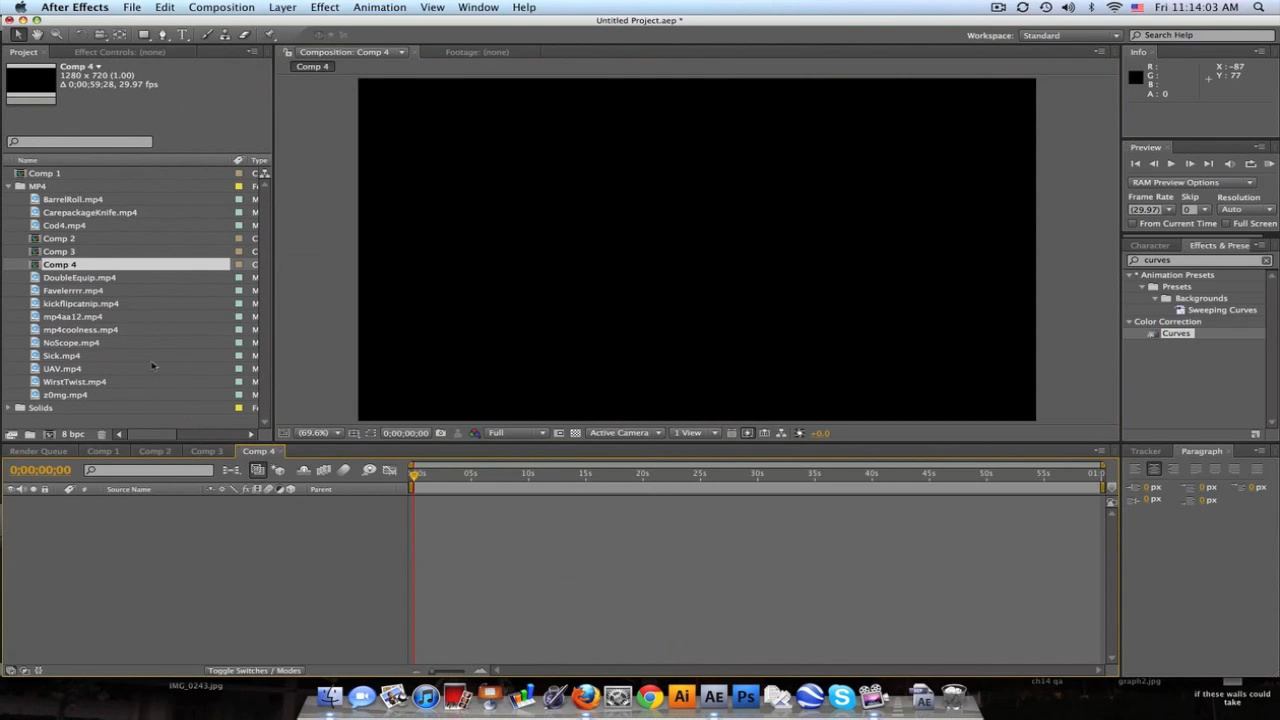 After Effects File Edit Composition Layer Effect Animation View Window Help Fri 11:14:03 AM
Untitled Project.aep *
Workspace: Standard Search Help
Project Effect Controls: (none) Composition: Comp 4 Footage: (none) Info
Comp 4
1280 x 720 (1.00)
Δ 0;00;59;28, 29.97 fps
Comp 4
R :
G :
B :
A : 0
X : -87
Y : 77
Preview
RAM Preview Options
Frame Rate Skip Resolution
(29.97) 0 Auto
From Current Time Full Screen
Character Effects & Prese
curves
* Animation Presets
Presets
Backgrounds
Sweeping Curves
Color Correction
Curves
Name Type
Comp 1 C
MP4 F
BarrelRoll.mp4 M
CarepackageKnife.mp4 M
Cod4.mp4 M
Comp 2 C
Comp 3 C
Comp 4 C
DoubleEquip.mp4 M
Favelerrrr.mp4 M
kickflipcatnip.mp4 M
mp4aa12.mp4 M
mp4coolness.mp4 M
NoScope.mp4 M
Sick.mp4 M
UAV.mp4 M
WirstTwist.mp4 M
z0mg.mp4 M
Solids F
8 bpc
(69.6%) 0;00;00;00 Full Active Camera 1 View +0.0
Render Queue Comp 1 Comp 2 Comp 3 Comp 4
Tracker Paragraph
0;00;00;00
00s 05s 10s 15s 20s 25s 30s 35s 40s 45s 50s 55s 01:0
# Source Name Parent
0 px 0 px 0 px
0 px 0 px
Toggle Switches / Modes
IMG_0243.jpg
ch14 qa
graph2.jpg
if these walls could
take
Ai AE Ps AE